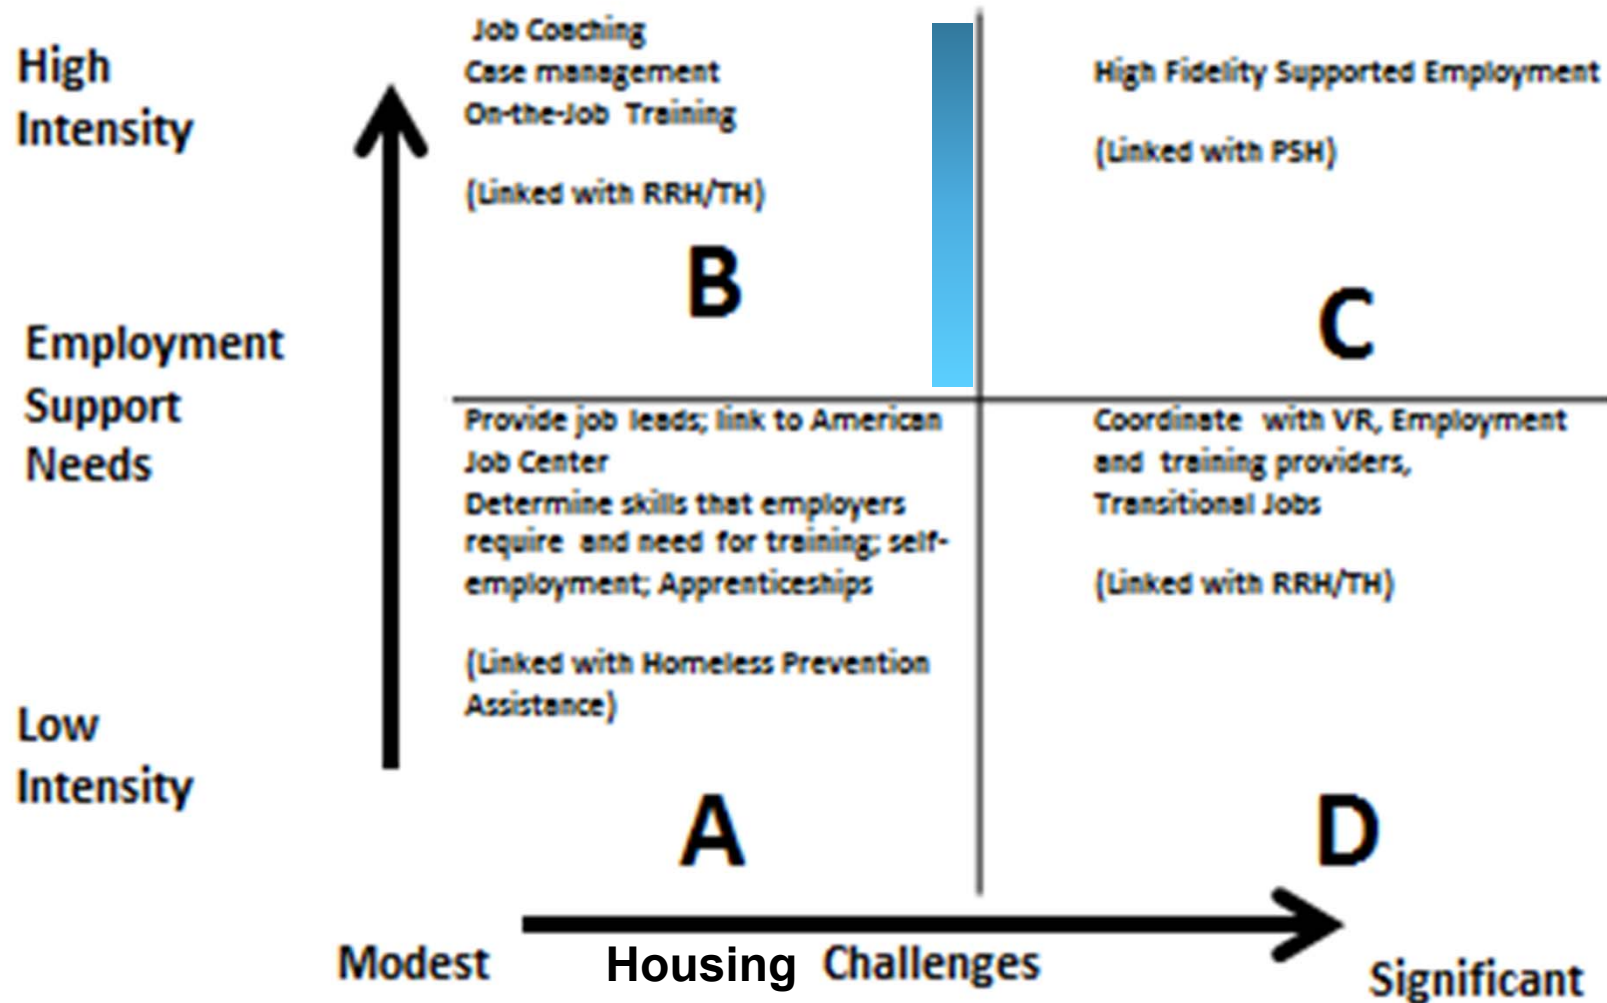 High
Intensity
Employment
Support
Needs
Low
Intensity
Job Coaching
Case management
On-the-Job Training
(Linked with RRH/TH)
B
High Fidelity Supported Employment
(Linked with PSH)
C
Provide job leads; link to American
Job Center
Determine skills that employers
require and need for training; self-
employment; Apprenticeships
(Linked with Homeless Prevention
Assistance)
A
Coordinate with VR, Employment
and training providers,
Transitional Jobs
(Linked with RRH/TH)
D
Modest Housing Challenges Significant